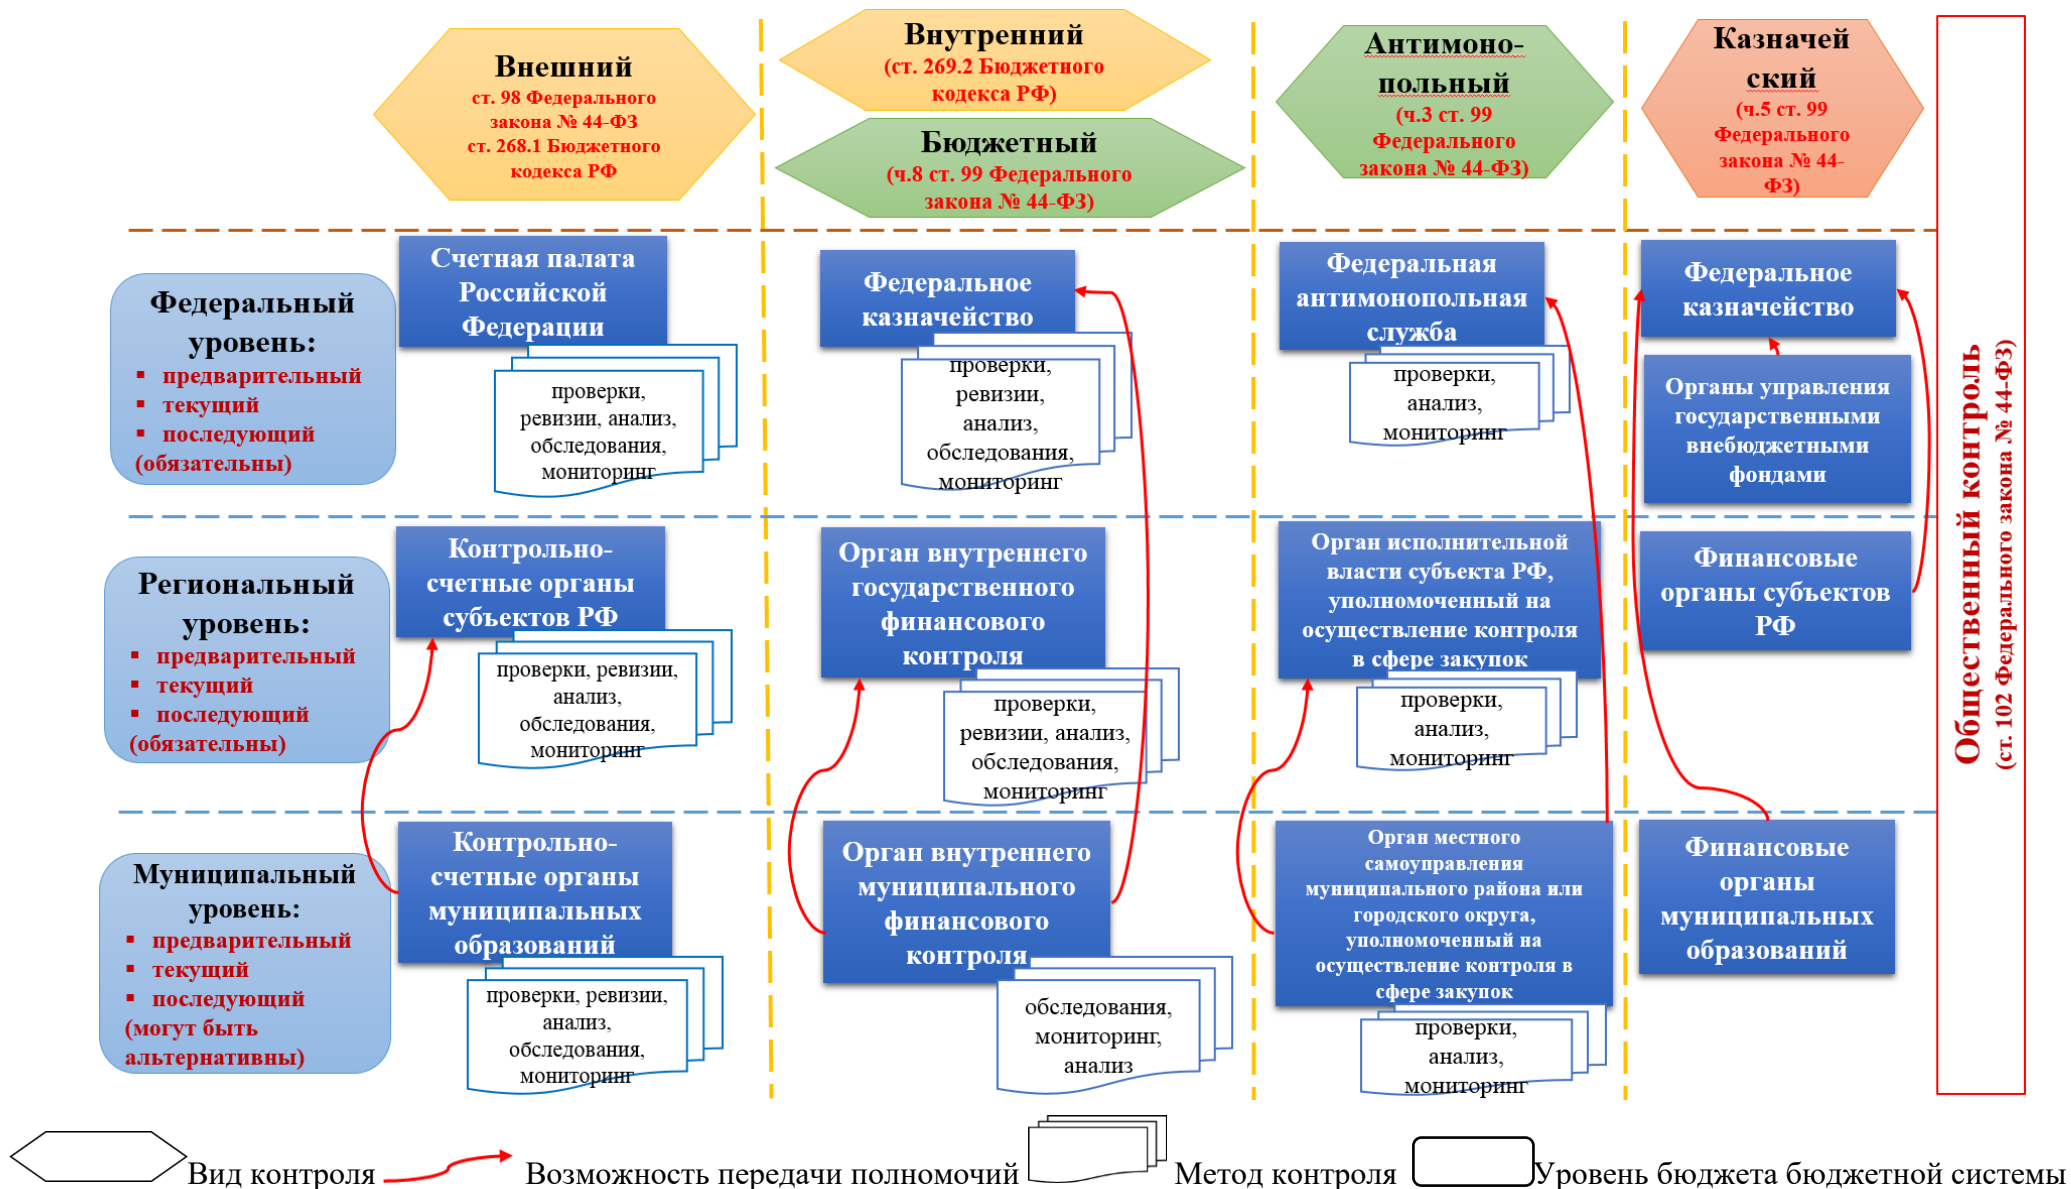 Внешний
ст. 98 Федерального
закона № 44-ФЗ
ст. 268.1 Бюджетного
кодекса РФ
Внутренний
(ст. 269.2 Бюджетного
кодекса РФ)
Бюджетный
(ч.8 ст. 99 Федерального
закона № 44-ФЗ)
Антимоно-
польный
(ч.3 ст. 99
Федерального
закона № 44-ФЗ)
Казначей
ский
(ч.5 ст. 99
Федерального
закона № 44-
ФЗ)
Общественный контроль
(ст. 102 Федерального закона № 44-ФЗ)
Федеральный
уровень:
▪ предварительный
▪ текущий
▪ последующий
(обязательны)
Счетная палата
Российской
Федерации
проверки,
ревизии, анализ,
обследования,
мониторинг
Федеральное
казначейство
проверки,
ревизии,
анализ,
обследования,
мониторинг
Федеральная
антимонопольная
служба
проверки,
анализ,
мониторинг
Федеральное
казначейство
Органы управления
государственными
внебюджетными
фондами
Региональный
уровень:
▪ предварительный
▪ текущий
▪ последующий
(обязательны)
Контрольно-
счетные органы
субъектов РФ
проверки, ревизии,
анализ,
обследования,
мониторинг
Орган внутреннего
государственного
финансового
контроля
проверки,
ревизии, анализ,
обследования,
мониторинг
Орган исполнительной
власти субъекта РФ,
уполномоченный на
осуществление контроля
в сфере закупок
проверки,
анализ,
мониторинг
Финансовые
органы субъектов
РФ
Муниципальный
уровень:
▪ предварительный
▪ текущий
▪ последующий
(могут быть
альтернативны)
Контрольно-
счетные органы
муниципальных
образований
проверки, ревизии,
анализ,
обследования,
мониторинг
Орган внутреннего
муниципального
финансового
контроля
обследования,
мониторинг,
анализ
Орган местного
самоуправления
муниципального района или
городского округа,
уполномоченный на
осуществление контроля в
сфере закупок
проверки,
анализ,
мониторинг
Финансовые
органы
муниципальных
образований
Вид контроля
Возможность передачи полномочий
Метод контроля
Уровень бюджета бюджетной системы